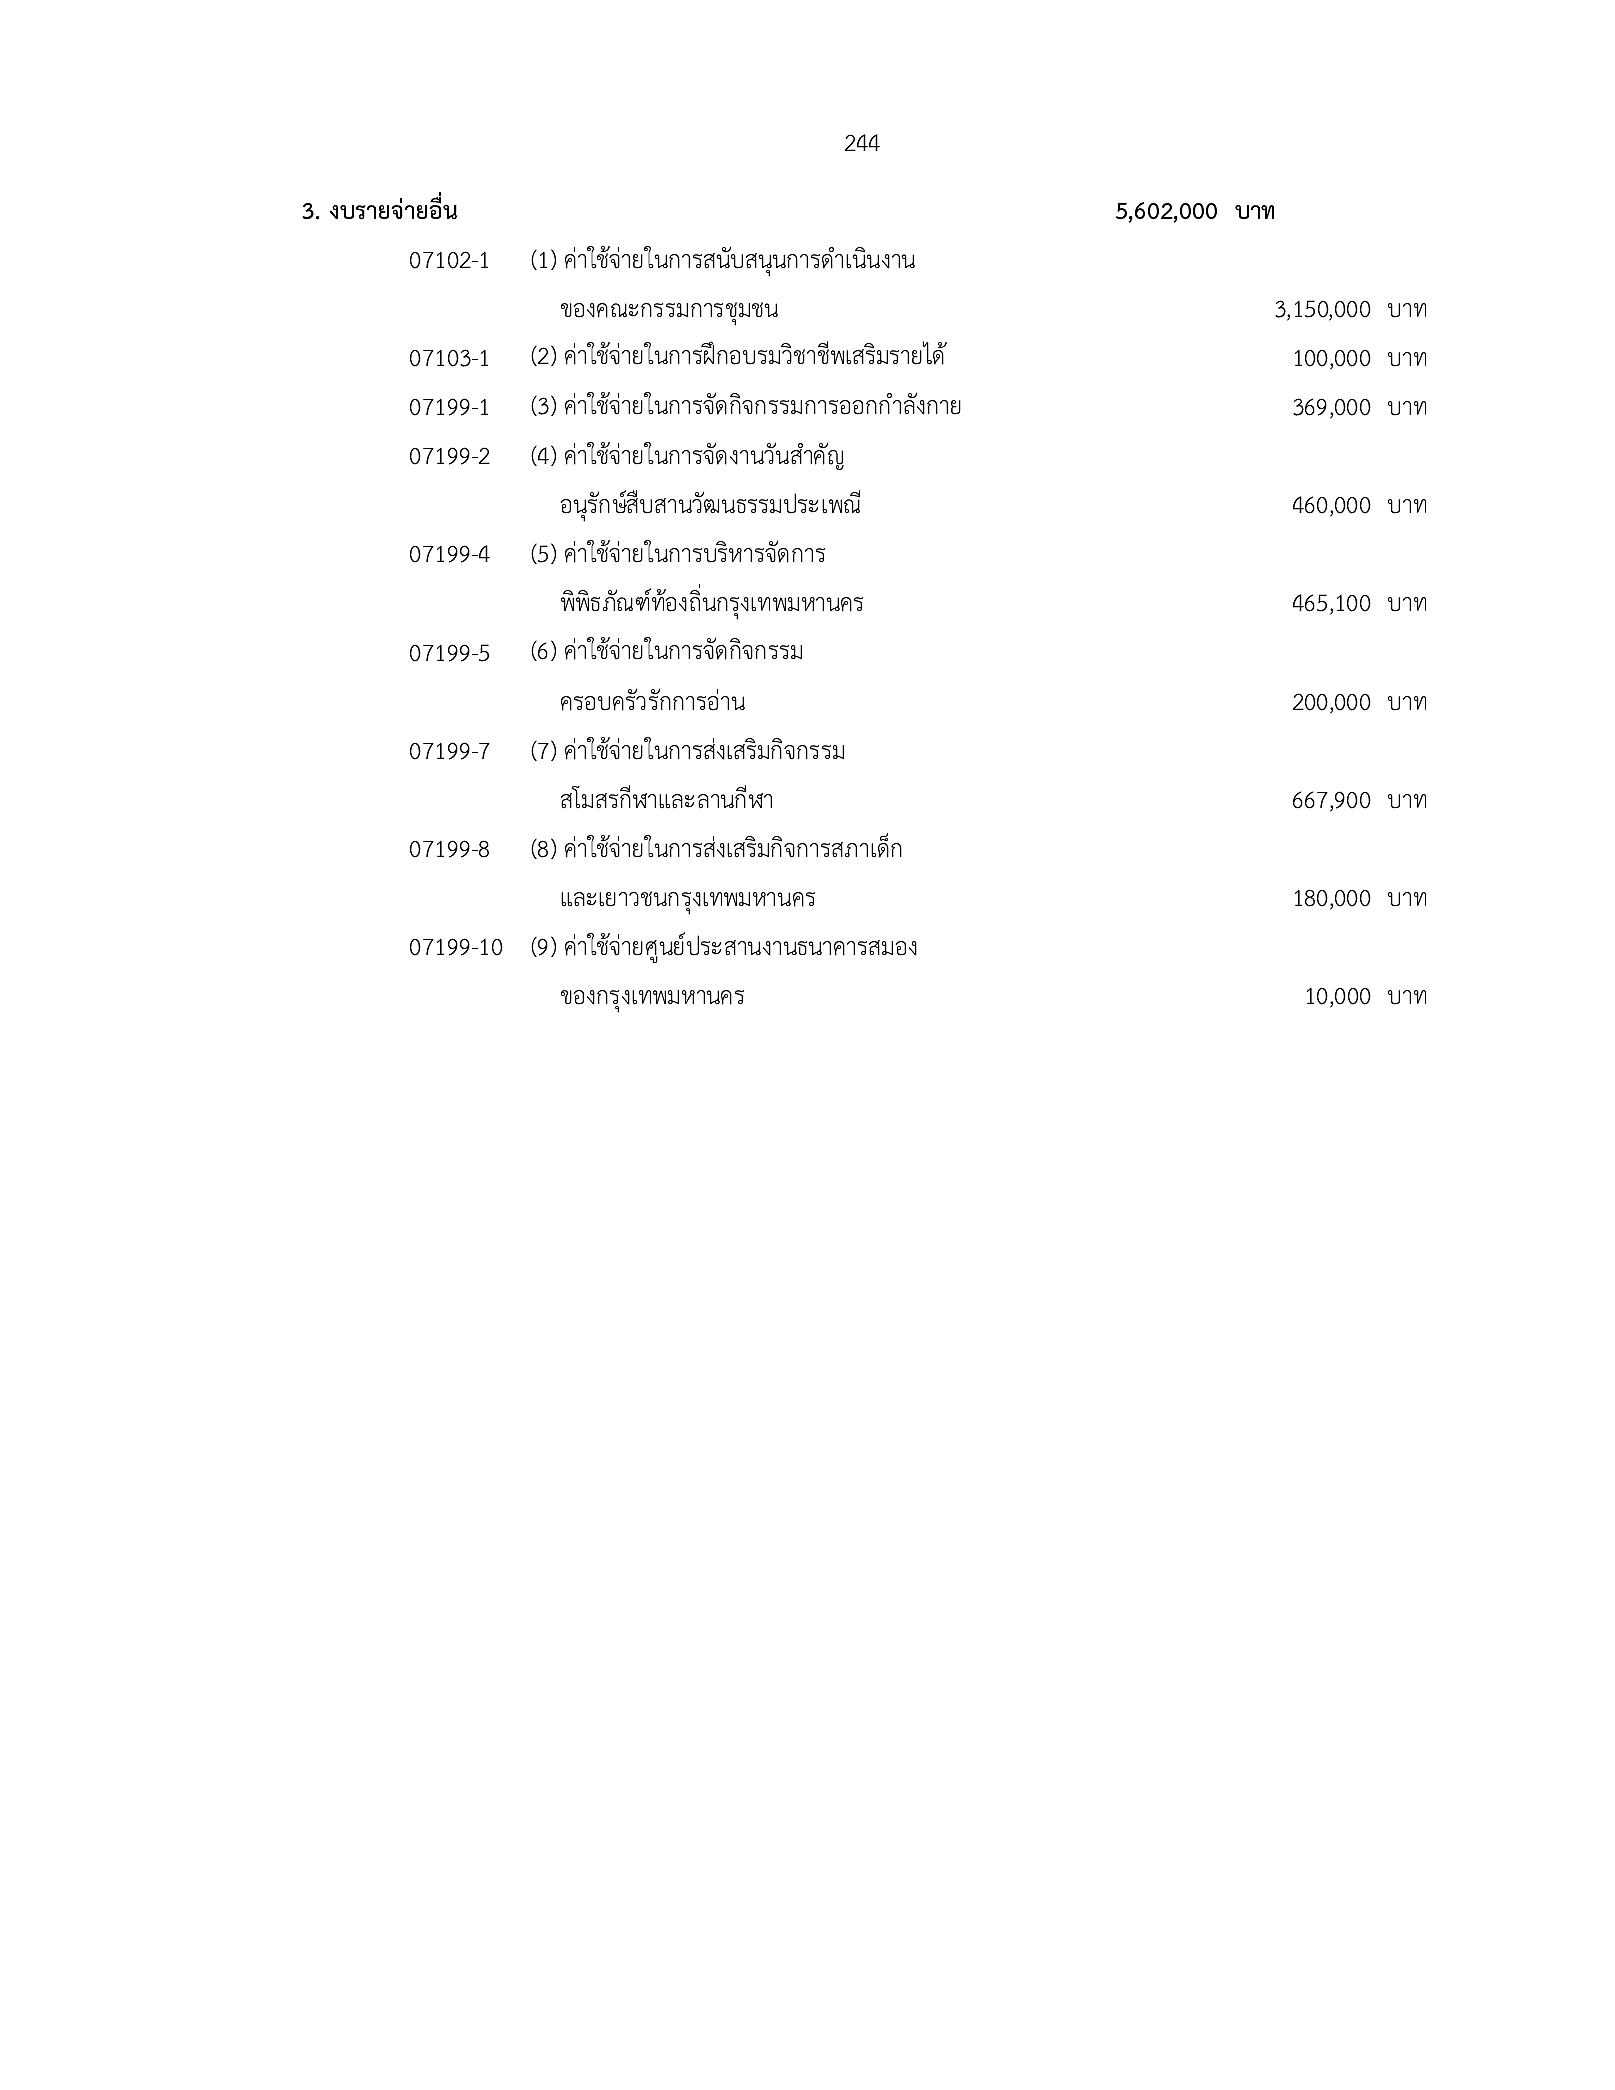 244
3. งบรายจ่ายอื่น 5,602,000 บาท
07102-1 (1) ค่าใช้จ่ายในการสนับสนุนการดำเนินงาน
ของคณะกรรมการชุมชน 3,150,000 บาท
07103-1 (2) ค่าใช้จ่ายในการฝึกอบรมวิชาชีพเสริมรายได้ 100,000 บาท
07199-1 (3) ค่าใช้จ่ายในการจัดกิจกรรมการออกกำลังกาย 369,000 บาท
07199-2 (4) ค่าใช้จ่ายในการจัดงานวันสำคัญ
อนุรักษ์สืบสานวัฒนธรรมประเพณี 460,000 บาท
07199-4 (5) ค่าใช้จ่ายในการบริหารจัดการ
พิพิธภัณฑ์ท้องถิ่นกรุงเทพมหานคร 465,100 บาท
07199-5 (6) ค่าใช้จ่ายในการจัดกิจกรรม
ครอบครัวรักการอ่าน 200,000 บาท
07199-7 (7) ค่าใช้จ่ายในการส่งเสริมกิจกรรม
สโมสรกีฬาและลานกีฬา 667,900 บาท
07199-8 (8) ค่าใช้จ่ายในการส่งเสริมกิจการสภาเด็ก
และเยาวชนกรุงเทพมหานคร 180,000 บาท
07199-10 (9) ค่าใช้จ่ายศูนย์ประสานงานธนาคารสมอง
ของกรุงเทพมหานคร 10,000 บาท